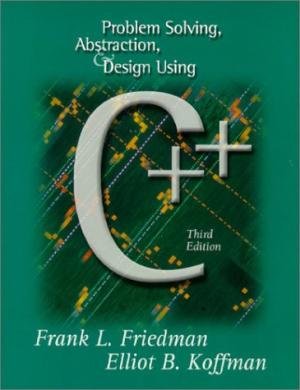 Problem Solving,
Abstraction,
& Design Using
C++
Third
Edition
Frank L. Friedman
Elliot B. Koffman